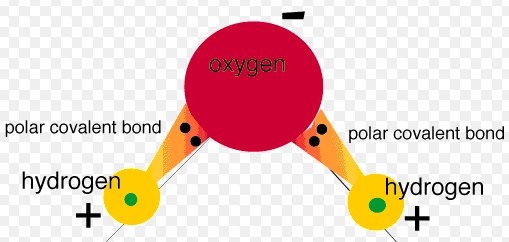 -
oxygen
polar covalent bond
polar covalent bond
hydrogen
hydrogen
+
+